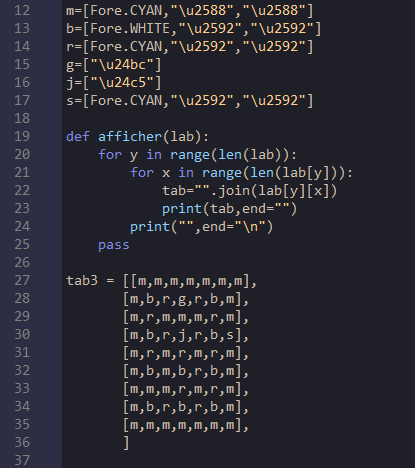 12 m=[Fore.CYAN,"\u2588","\u2588"]
13 b=[Fore.WHITE,"\u2592","\u2592"]
14 r=[Fore.CYAN,"\u2592","\u2592"]
15 g=["\u24bc"]
16 j=["\u24c5"]
17 s=[Fore.CYAN,"\u2592","\u2592"]
18
19 def afficher(lab):
20     for y in range(len(lab)):
21         for x in range(len(lab[y])):
22             tab="".join(lab[y][x])
23             print(tab,end="")
24         print("",end="\n")
25     pass
26
27 tab3 = [[m,m,m,m,m,m,m],
28        [m,b,r,g,r,b,m],
29        [m,r,m,m,m,r,m],
30        [m,b,r,j,r,b,s],
31        [m,r,m,r,m,r,m],
32        [m,b,m,b,r,b,m],
33        [m,m,m,r,m,r,m],
34        [m,b,r,b,r,b,m],
35        [m,m,m,m,m,m,m],
36        ]
37